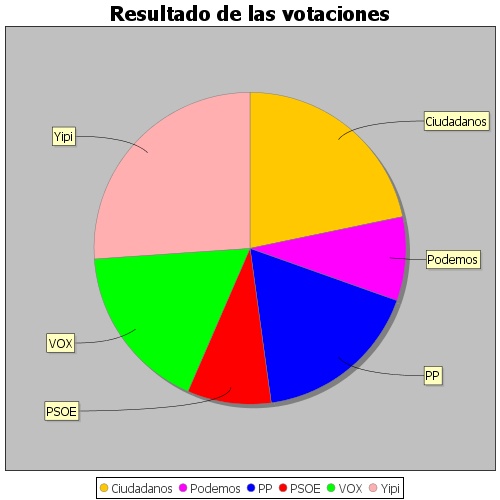 Resultado de las votaciones
Yipi
Ciudadanos
Podemos
VOX
PP
PSOE
Ciudadanos Podemos PP PSOE VOX Yipi